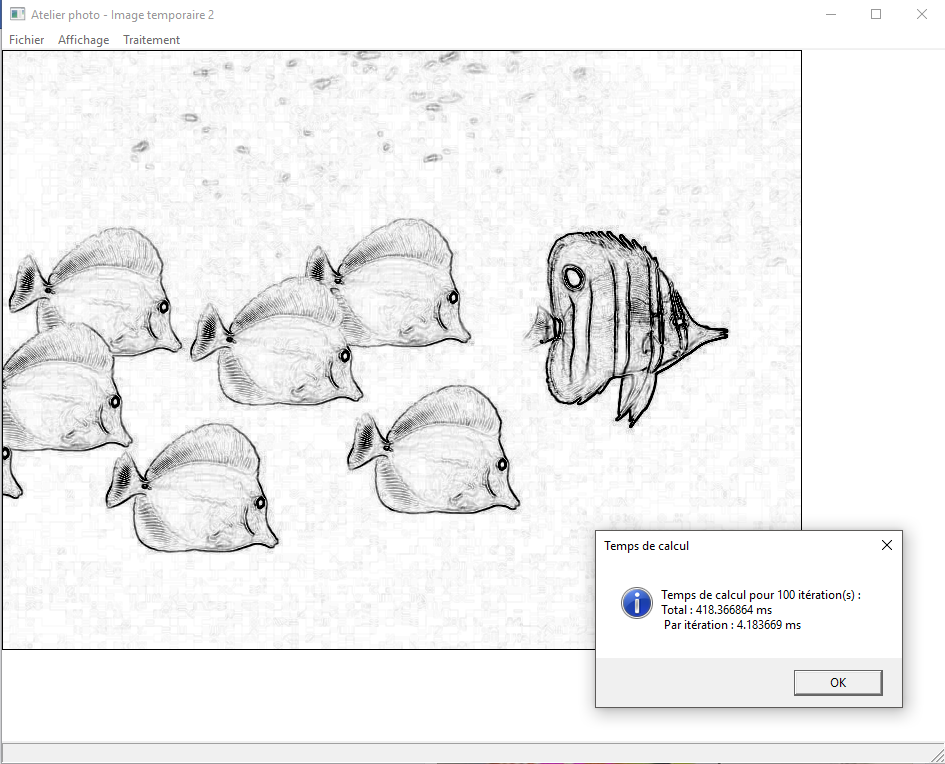 Atelier photo - Image temporaire 2
Fichier Affichage Traitement
Temps de calcul
Temps de calcul pour 100 itération(s) :
Total : 418.366864 ms
Par itération : 4.183669 ms
OK